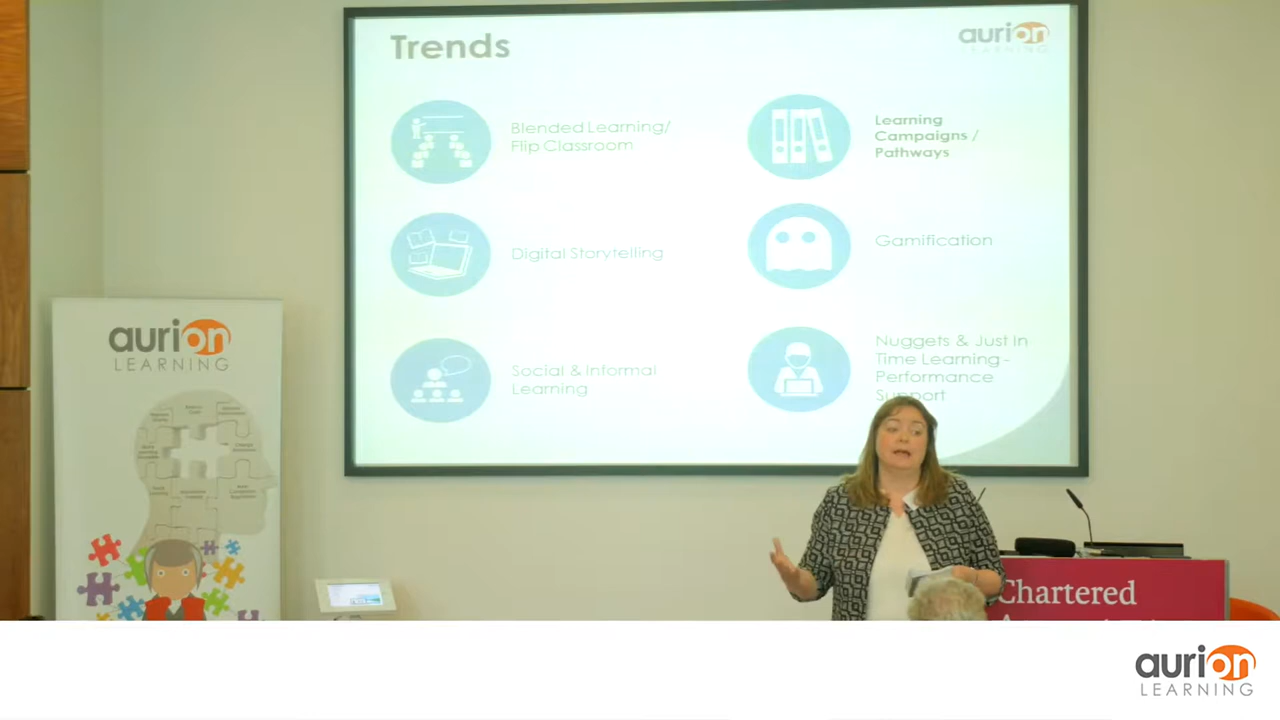 Trends
aurion
LEARNING
Blended Learning/
Flip Classroom
Learning
Campaigns /
Pathways
Digital Storytelling
Gamification
Social & Informal
Learning
Nuggets & Just In
Time Learning -
Performance
Support
aurion
LEARNING
Chartered
aurion
LEARNING